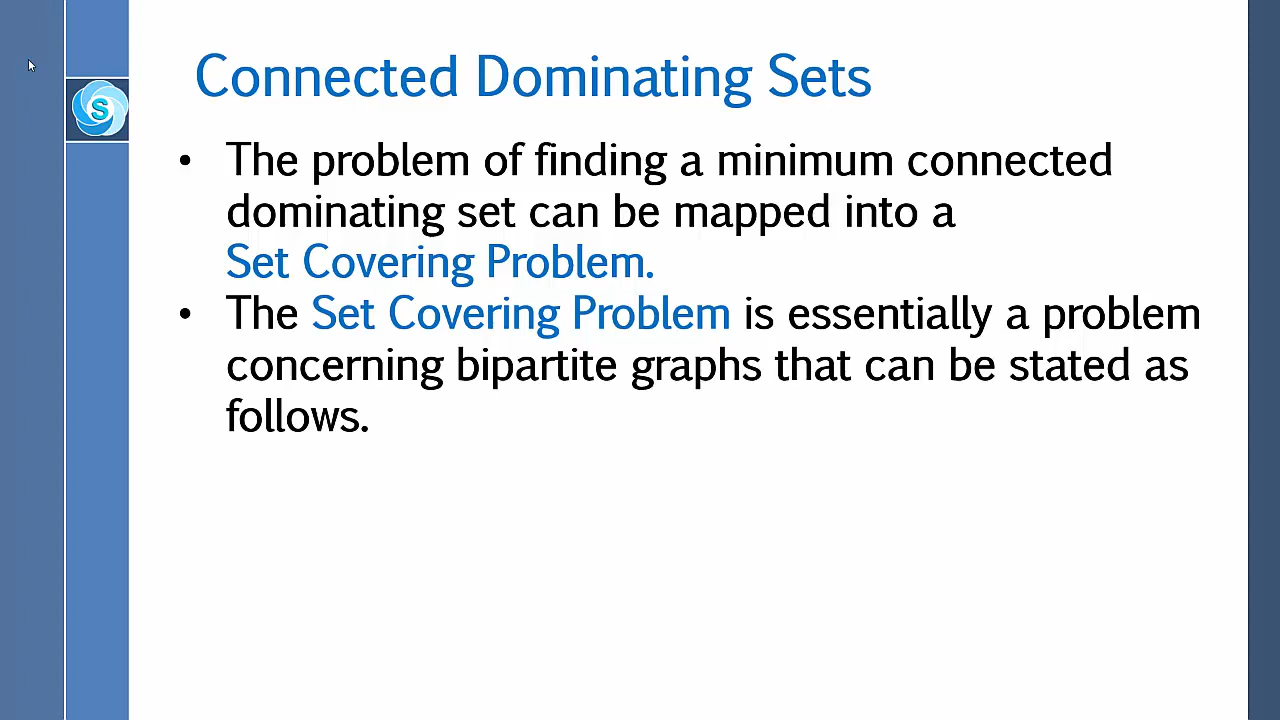 Connected Dominating Sets
S
• The problem of finding a minimum connected
dominating set can be mapped into a
Set Covering Problem.
• The Set Covering Problem is essentially a problem
concerning bipartite graphs that can be stated as
follows.